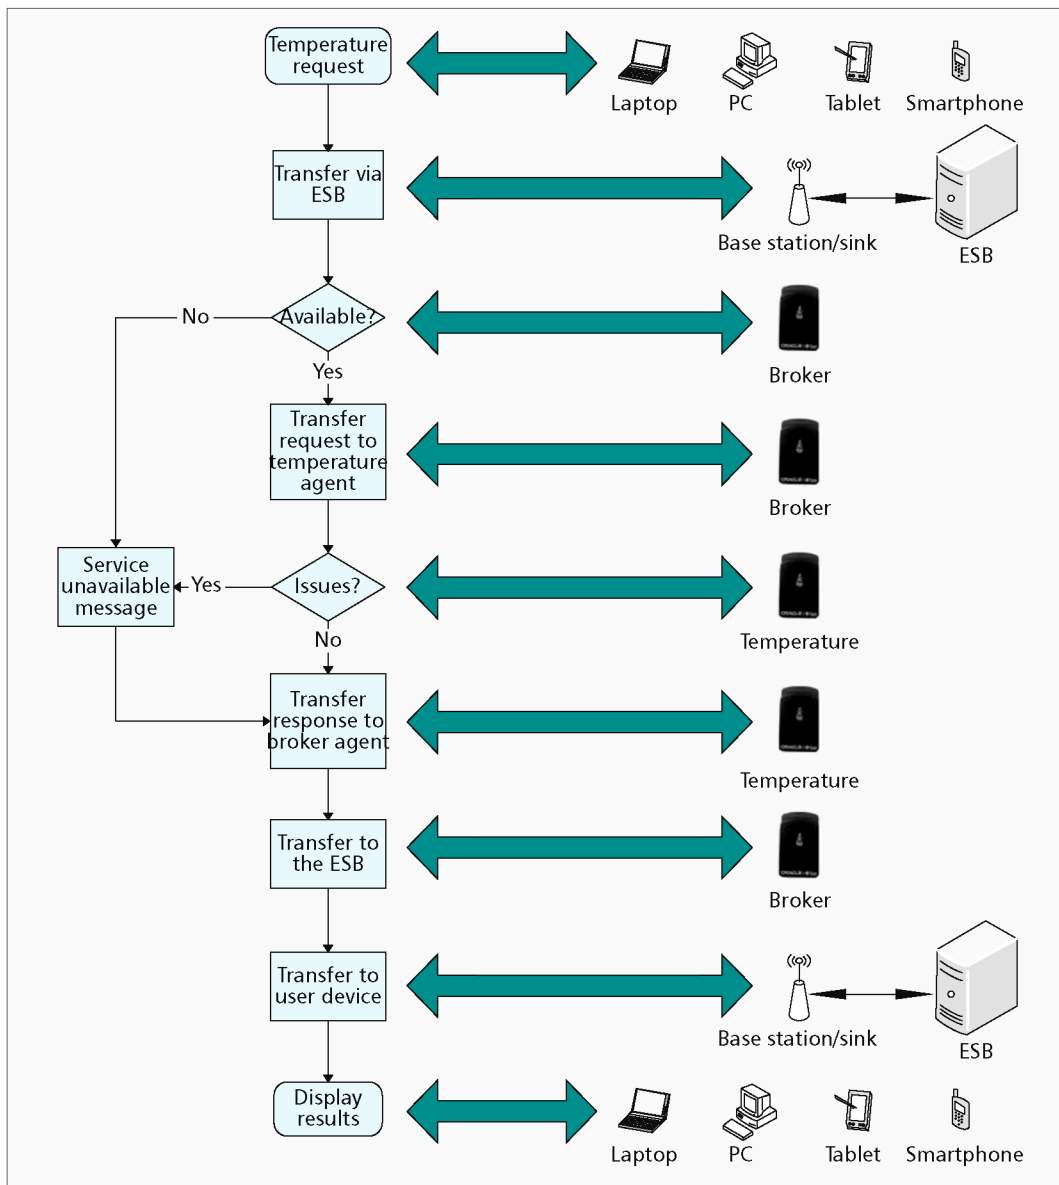 Temperature
request
Laptop
PC
Tablet
Smartphone
Transfer via
ESB
Base station/sink
ESB
Available?
No
Broker
Yes
Transfer
request to
temperature
agent
Broker
Service
unavailable
message
Yes
Issues?
Temperature
No
Transfer
response to
broker agent
Temperature
Transfer to
the ESB
Broker
Transfer to
user device
Base station/sink
ESB
Display
results
Laptop
PC
Tablet
Smartphone